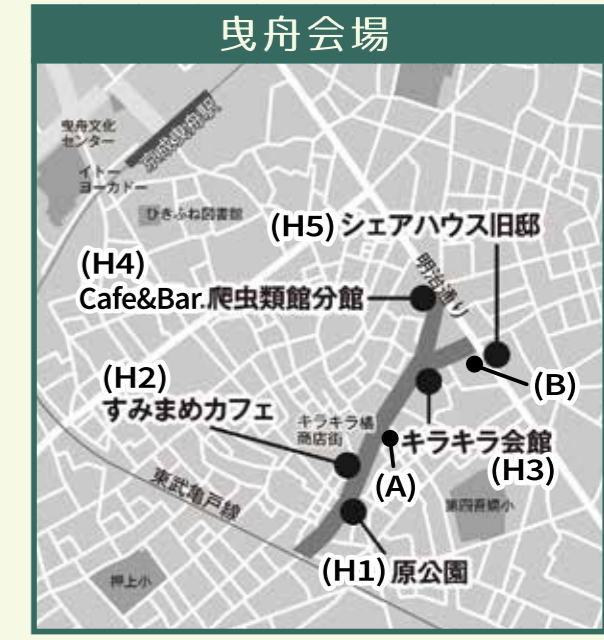 曳舟会場
曳舟文化
センター
京成曳舟駅
イトー
ヨーカドー
ひきふね図書館
(H5) シェアハウス旧邸
明治通り
(H4)
Cafe&Bar 爬虫類館分館
(H2)
すみまめカフェ
キラキラ橘
商店街
(B)
キラキラ会館
(H3)
(A)
東武亀戸線
第四吾嬬小
(H1) 原公園
押上小